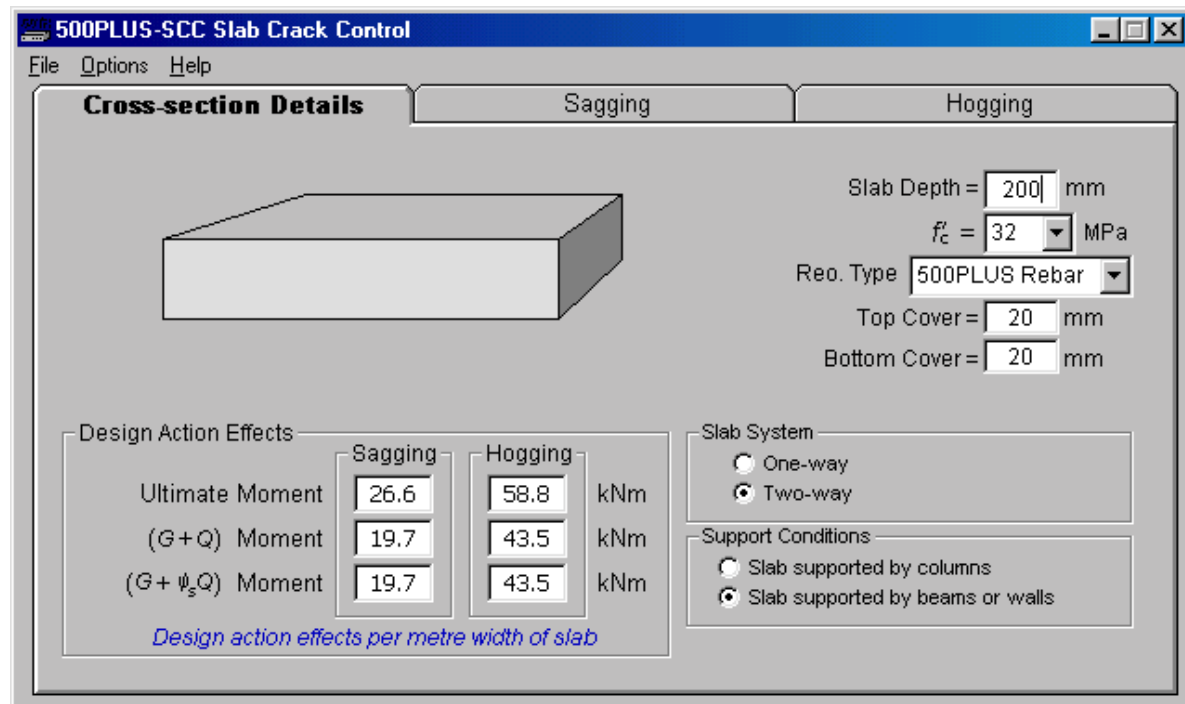 500PLUS-SCC Slab Crack Control
File Options Help
Cross-section Details Sagging Hogging
Slab Depth = 200 mm
f'c = 32 MPa
Reo. Type 500PLUS Rebar
Top Cover = 20 mm
Bottom Cover = 20 mm
Design Action Effects
Sagging Hogging
Ultimate Moment 26.6 58.8 kNm
(G+Q) Moment 19.7 43.5 kNm
(G+ψsQ) Moment 19.7 43.5 kNm
Design action effects per metre width of slab
Slab System
One-way
Two-way
Support Conditions
Slab supported by columns
Slab supported by beams or walls